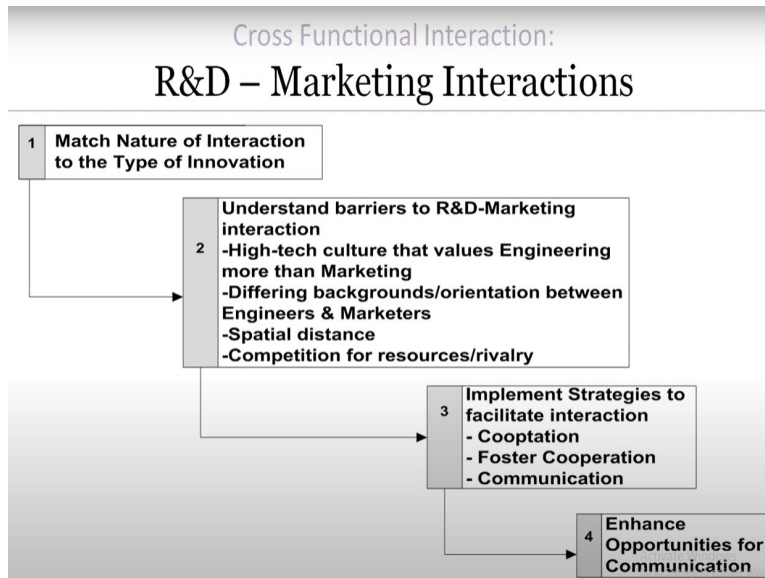 Cross Functional Interaction:
R&D – Marketing Interactions
1
Match Nature of Interaction
to the Type of Innovation
2
Understand barriers to R&D-Marketing
interaction
-High-tech culture that values Engineering
more than Marketing
-Differing backgrounds/orientation between
Engineers & Marketers
-Spatial distance
-Competition for resources/rivalry
3
Implement Strategies to
facilitate interaction
- Cooptation
- Foster Cooperation
- Communication
4
Enhance
Opportunities for
Communication
Activate Windows